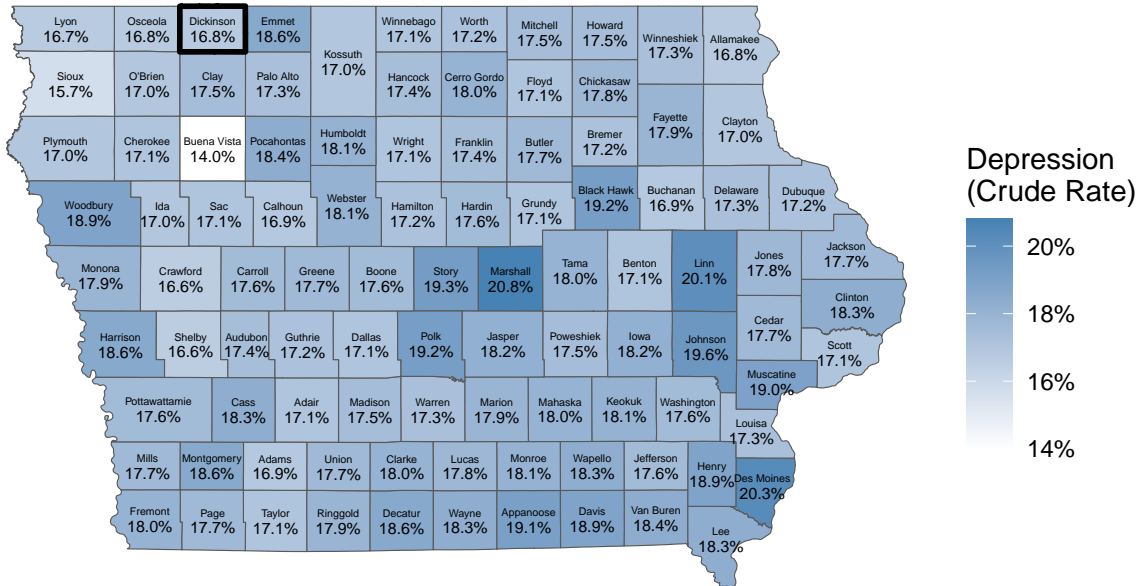 Lyon
16.7%
Osceola
16.8%
Dickinson
16.8%
Emmet
18.6%
Kossuth
17.0%
Winnebago
17.1%
Worth
17.2%
Mitchell
17.5%
Howard
17.5%
Winneshiek
17.3%
Allamakee
16.8%
Sioux
15.7%
O'Brien
17.0%
Clay
17.5%
Palo Alto
17.3%
Hancock
17.4%
Cerro Gordo
18.0%
Floyd
17.1%
Chickasaw
17.8%
Fayette
17.9%
Clayton
17.0%
Plymouth
17.0%
Cherokee
17.1%
Buena Vista
14.0%
Pocahontas
18.4%
Humboldt
18.1%
Wright
17.1%
Franklin
17.4%
Butler
17.7%
Bremer
17.2%
Woodbury
18.9%
Ida
17.0%
Sac
17.1%
Calhoun
16.9%
Webster
18.1%
Hamilton
17.2%
Hardin
17.6%
Grundy
17.1%
Black Hawk
19.2%
Buchanan
16.9%
Delaware
17.3%
Dubuque
17.2%
Monona
17.9%
Crawford
16.6%
Carroll
17.6%
Greene
17.7%
Boone
17.6%
Story
19.3%
Marshall
20.8%
Tama
18.0%
Benton
17.1%
Linn
20.1%
Jones
17.8%
Jackson
17.7%
Clinton
18.3%
Harrison
18.6%
Shelby
16.6%
Audubon
17.4%
Guthrie
17.2%
Dallas
17.1%
Polk
19.2%
Jasper
18.2%
Poweshiek
17.5%
Iowa
18.2%
Johnson
19.6%
Cedar
17.7%
Scott
17.1%
Muscatine
19.0%
Pottawattamie
17.6%
Cass
18.3%
Adair
17.1%
Madison
17.5%
Warren
17.3%
Marion
17.9%
Mahaska
18.0%
Keokuk
18.1%
Washington
17.6%
Louisa
17.3%
Mills
17.7%
Montgomery
18.6%
Adams
16.9%
Union
17.7%
Clarke
18.0%
Lucas
17.8%
Monroe
18.1%
Wapello
18.3%
Jefferson
17.6%
Henry
18.9%
Des Moines
20.3%
Fremont
18.0%
Page
17.7%
Taylor
17.1%
Ringgold
17.9%
Decatur
18.6%
Wayne
18.3%
Appanoose
19.1%
Davis
18.9%
Van Buren
18.4%
Lee
18.3%
Depression
(Crude Rate)
20%
18%
16%
14%